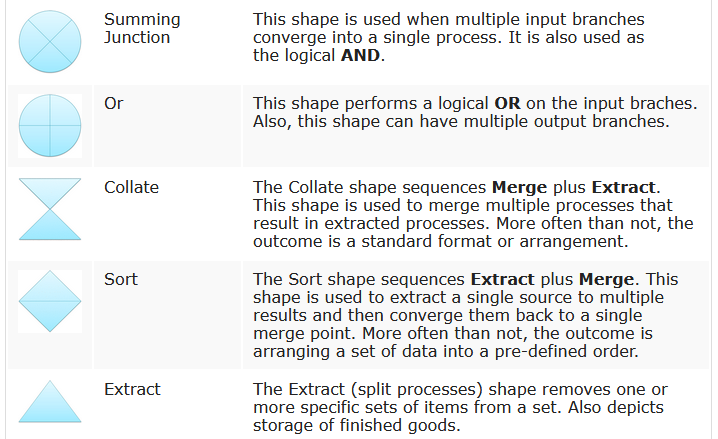 Summing
Junction
This shape is used when multiple input branches
converge into a single process. It is also used as
the logical AND.
Or
This shape performs a logical OR on the input braches.
Also, this shape can have multiple output branches.
Collate
The Collate shape sequences Merge plus Extract.
This shape is used to merge multiple processes that
result in extracted processes. More often than not, the
outcome is a standard format or arrangement.
Sort
The Sort shape sequences Extract plus Merge. This
shape is used to extract a single source to multiple
results and then converge them back to a single
merge point. More often than not, the outcome is
arranging a set of data into a pre-defined order.
Extract
The Extract (split processes) shape removes one or
more specific sets of items from a set. Also depicts
storage of finished goods.